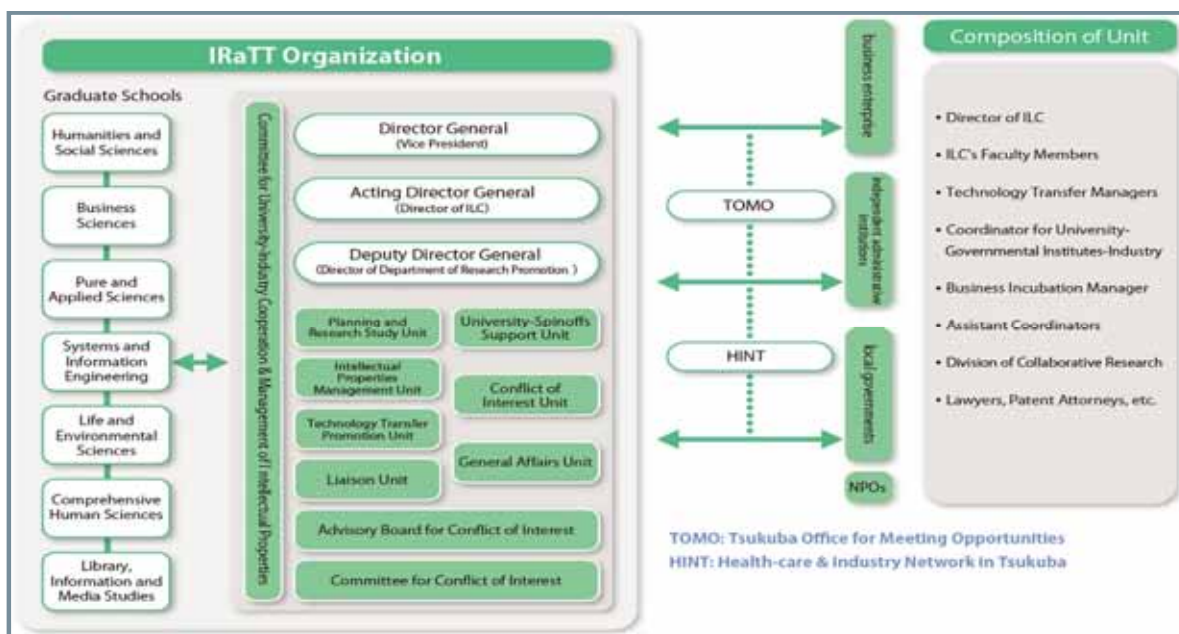 IRaTT Organization
Graduate Schools
Humanities and
Social Sciences
Business
Sciences
Pure and
Applied Sciences
Systems and
Information
Engineering
Life and
Environmental
Sciences
Comprehensive
Human Sciences
Library,
Information and
Media Studies
Committee for University-Industry Cooperation & Management of Intellectual Properties
Director General
(Vice President)
Acting Director General
(Director of ILC)
Deputy Director General
(Director of Department of Research Promotion )
Planning and
Research Study Unit
University-Spinoffs
Support Unit
Intellectual
Properties
Management Unit
Conflict of
Interest Unit
Technology Transfer
Promotion Unit
General Affairs Unit
Liaison Unit
Advisory Board for Conflict of Interest
Committee for Conflict of Interest
TOMO
HINT
business
enterprise
independent administrative
institutions
local governments
NPOs
TOMO: Tsukuba Office for Meeting Opportunities
HINT: Health-care & Industry Network in Tsukuba
Composition of Unit
• Director of ILC
• ILC's Faculty Members
• Technology Transfer Managers
• Coordinator for University-
Governmental Institutes-Industry
• Business Incubation Manager
• Assistant Coordinators
• Division of Collaborative Research
• Lawyers, Patent Attorneys, etc.